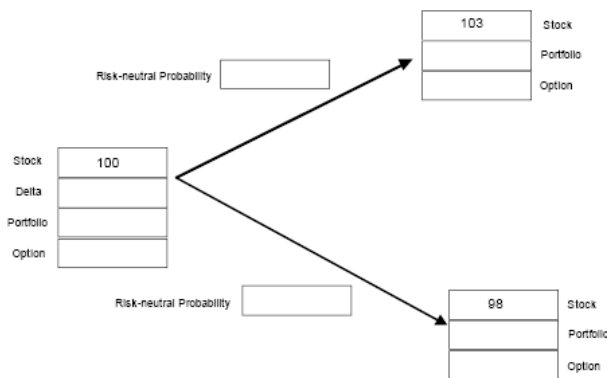 103 Stock
Portfolio
Option
Risk-neutral Probability
Stock 100
Delta
Portfolio
Option
Risk-neutral Probability
98 Stock
Portfolio
Option